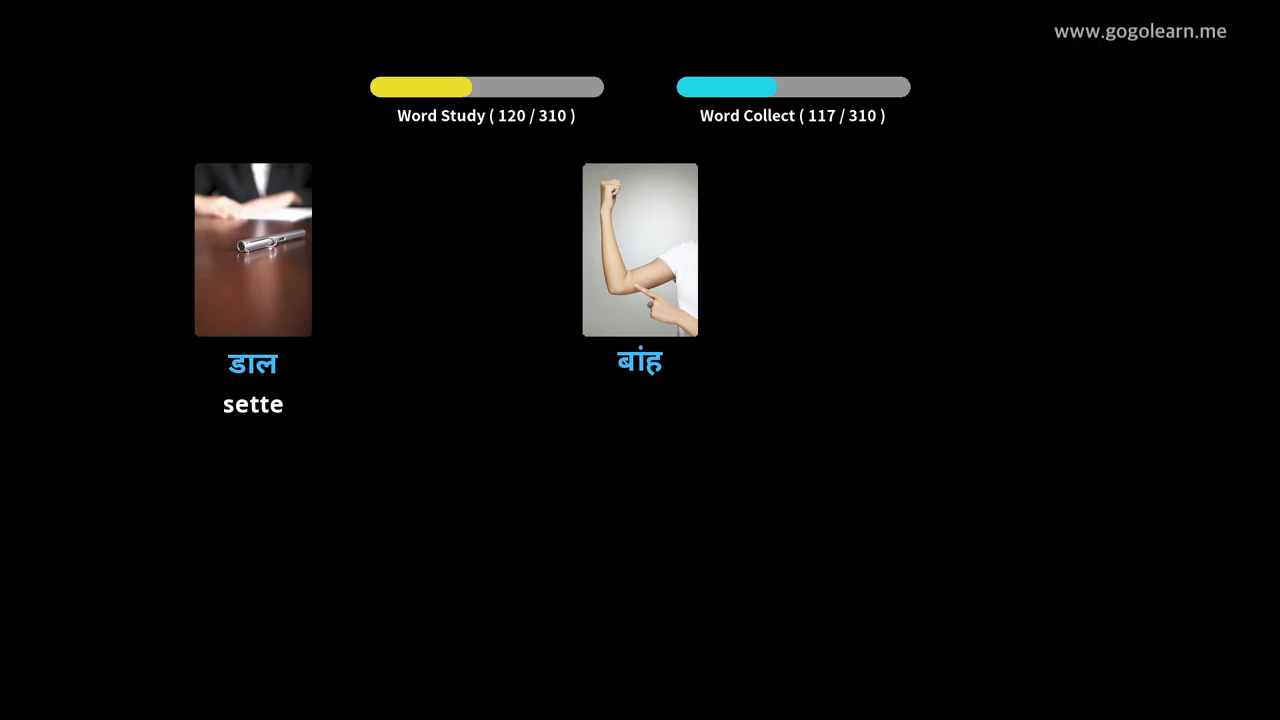 www.gogolearn.me
Word Study ( 120 / 310 )
Word Collect ( 117 / 310 )
डाल
बांह
sette